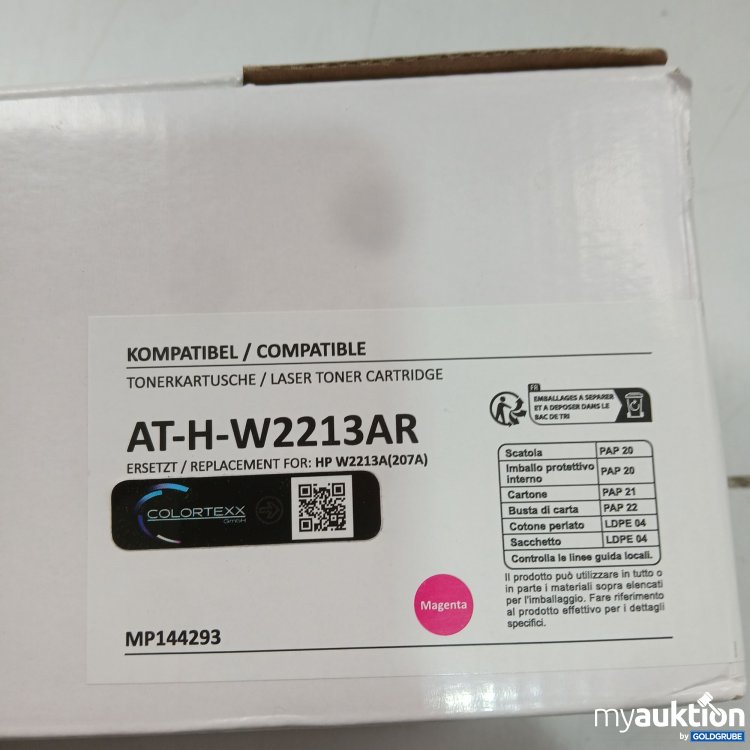 KOMPATIBEL / COMPATIBLE
TONERKARTUSCHE / LASER TONER CARTRIDGE
AT-H-W2213AR
ERSETZT / REPLACEMENT FOR: HP W2213A(207A)
COLORTEXX
GmbH
MP144293
Magenta
FR
EMBALLAGES A SEPARER
ET A DEPOSER DANS LE
BAC DE TRI
Scatola PAP 20
Imballo protettivo
interno PAP 20
Cartone PAP 21
Busta di carta PAP 22
Cotone perlato LDPE 04
Sacchetto LDPE 04
Controlla le linee guida locali.
Il prodotto può utilizzare in tutto o
in parte i materiali sopra elencati
per l'imballaggio. Fare riferimento
al prodotto effettivo per i dettagli
specifici.
myauktion
by GOLDGRUBE